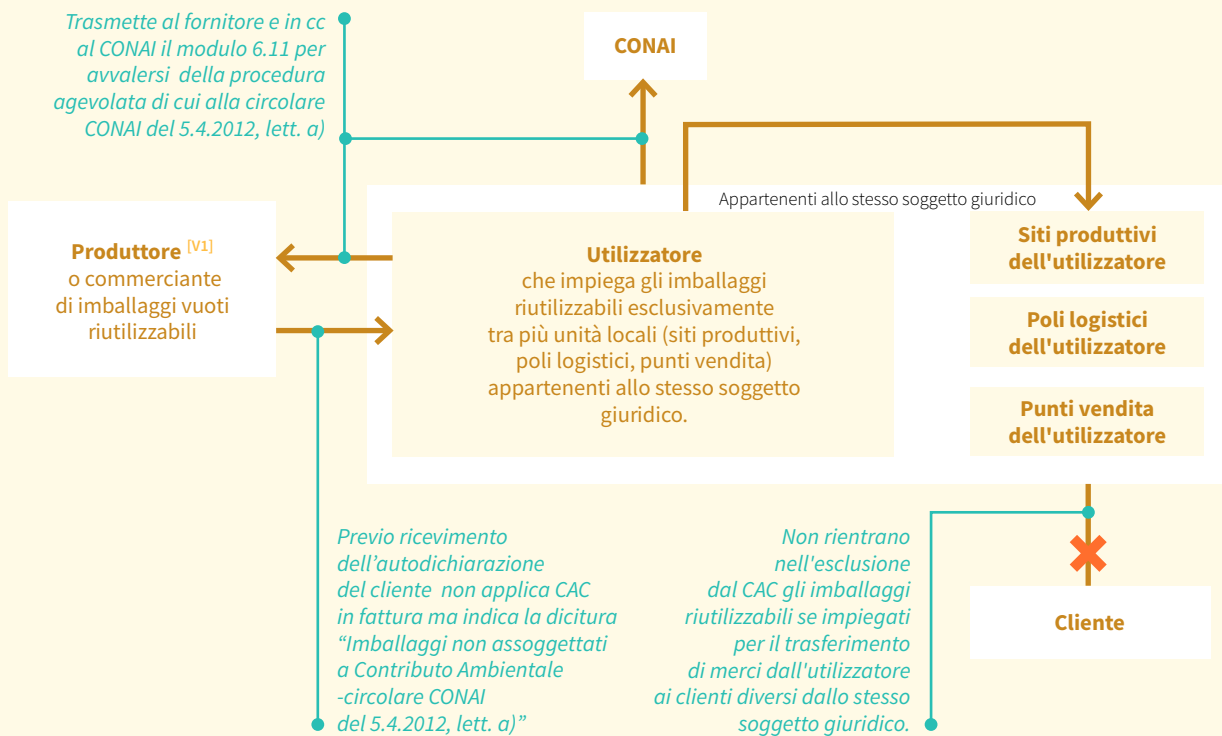 Trasmette al fornitore e in cc
al CONAI il modulo 6.11 per
avvalersi della procedura
agevolata di cui alla circolare
CONAI del 5.4.2012, lett. a)
CONAI
Appartenenti allo stesso soggetto giuridico
Produttore [V1]
o commerciante
di imballaggi vuoti
riutilizzabili
Utilizzatore
che impiega gli imballaggi
riutilizzabili esclusivamente
tra più unità locali (siti produttivi,
poli logistici, punti vendita)
appartenenti allo stesso soggetto
giuridico.
Siti produttivi
dell'utilizzatore
Poli logistici
dell'utilizzatore
Punti vendita
dell'utilizzatore
Previo ricevimento
dell’autodichiarazione
del cliente non applica CAC
in fattura ma indica la dicitura
“Imballaggi non assoggettati
a Contributo Ambientale
-circolare CONAI
del 5.4.2012, lett. a)”
Non rientrano
nell'esclusione
dal CAC gli imballaggi
riutilizzabili se impiegati
per il trasferimento
di merci dall'utilizzatore
ai clienti diversi dallo stesso
soggetto giuridico.
Cliente